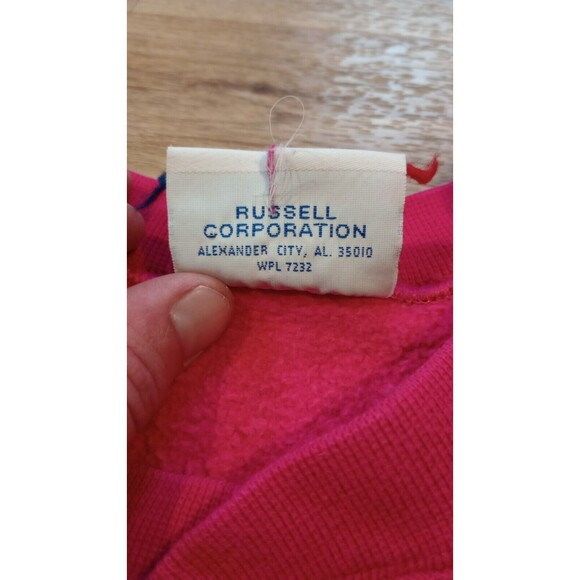 RUSSELL
CORPORATION
ALEXANDER CITY, AL. 35010
WPL 7232